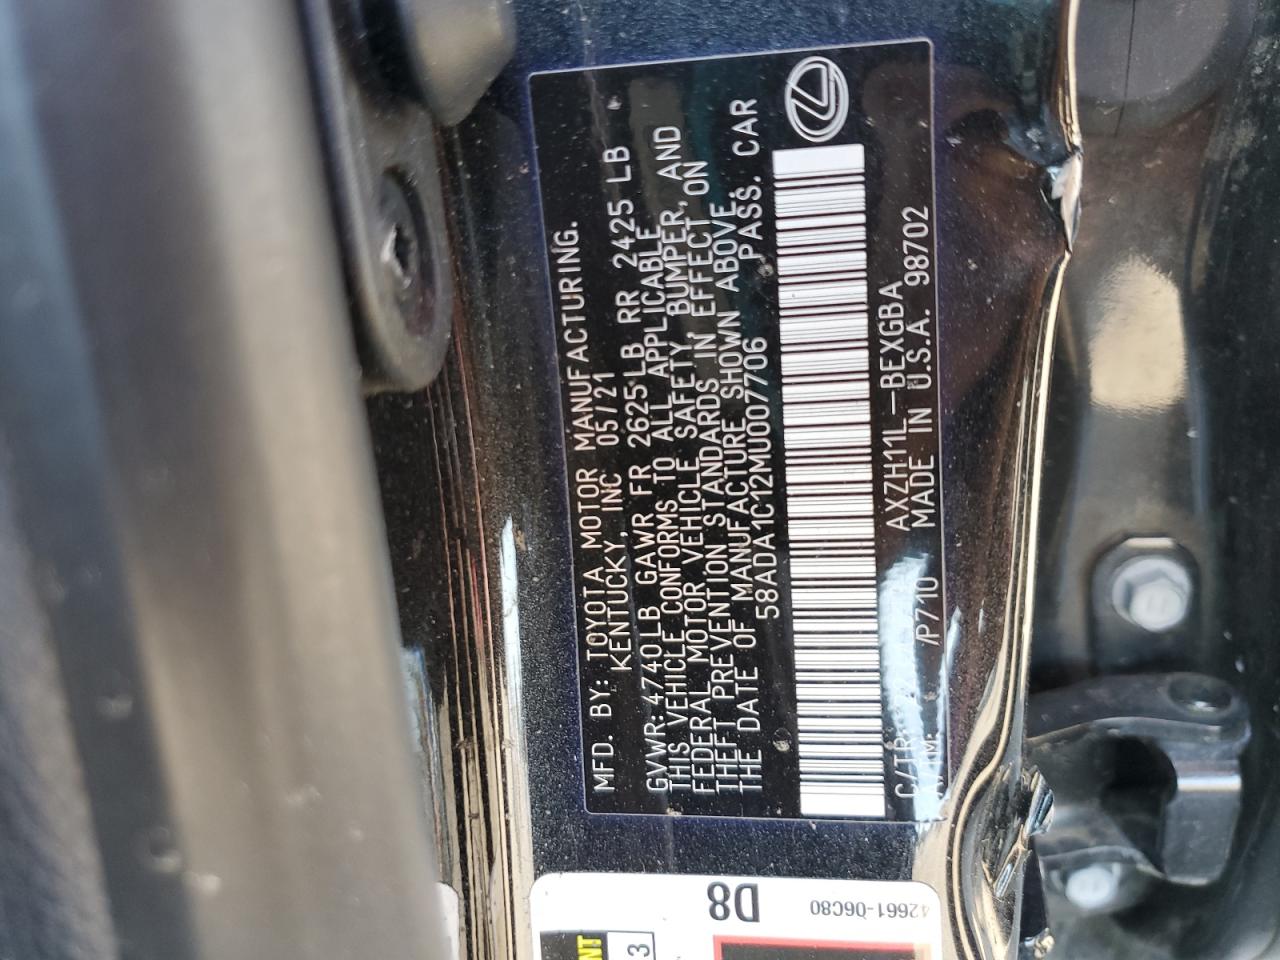 MFD. BY: TOYOTA MOTOR MANUFACTURING.
KENTUCKY, INC 05/21
GVWR: 4740LB GAWR FR 2625LB RR 2425 LB
THIS VEHICLE CONFORMS TO ALL APPLICABLE
FEDERAL MOTOR VEHICLE SAFETY, BUMPER, AND
THEFT PREVENTION STANDARDS IN EFFECT ON
THE DATE OF MANUFACTURE SHOWN ABOVE.
58ADA1C12MU007706 PASS. CAR
C/TR: AXZH11L-BEXGBA
/P710 MADE IN U.S.A. 98702
D8
42661-06C80
3